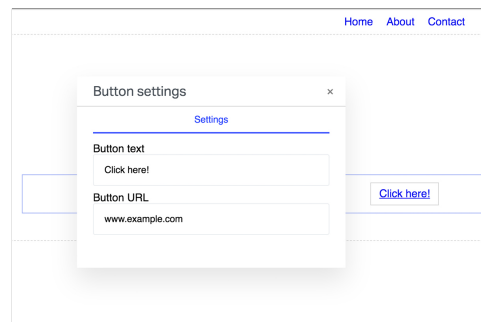 Home About Contact
Button settings ×
Settings
Button text
Click here!
Button URL
Click here!
www.example.com